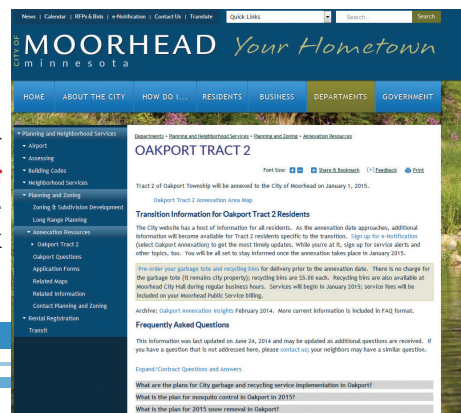 News | Calendar | RFPs & Bids | e-Notification | Contact Us | Translate Quick Links Search... Search
CITY OF
MOORHEAD Your Hometown
minnesota
HOME ABOUT THE CITY HOW DO I... RESIDENTS BUSINESS DEPARTMENTS GOVERNMENT
Planning and Neighborhood Services
Airport
Assessing
Building Codes
Neighborhood Services
Planning and Zoning
Zoning & Subdivision Development
Long Range Planning
Annexation Resources
Oakport Tract 2
Oakport Questions
Application Forms
Related Maps
Related Information
Contact Planning and Zoning
Rental Registration
Transit
Departments » Planning and Neighborhood Services » Planning and Zoning » Annexation Resources
OAKPORT TRACT 2
Font Size: + - Share & Bookmark [+] Feedback Print
Tract 2 of Oakport Township will be annexed to the City of Moorhead on January 1, 2015.
Oakport Tract 2 Annexation Area Map
Transition Information for Oakport Tract 2 Residents
The City website has a host of information for all residents. As the annexation date approaches, additional
information will become available for Tract 2 residents specific to the transition. Sign up for e-Notification
(select Oakport Annexation) to get the most timely updates. While you're at it, sign up for service alerts and
other topics, too. You will be all set to stay informed once the annexation takes place in January 2015.
Pre-order your garbage tote and recycling bins for delivery prior to the annexation date. There is no charge for
the garbage tote (it remains city property); recycling bins are $5.00 each. Recycling bins are also available at
Moorhead City Hall during regular business hours. Services will begin in January 2015; service fees will be
included on your Moorhead Public Service billing.
Archive: Oakport Annexation Insights February 2014. More current information is included in FAQ format.
Frequently Asked Questions
This information was last updated on June 24, 2014 and may be updated as additional questions are received. If
you have a question that is not addressed here, please contact us; your neighbors may have a similar question.
Expand/Contract Questions and Answers
What are the plans for City garbage and recycling service implementation in Oakport?
What is the plan for mosquito control in Oakport in 2015?
What is the plan for 2015 snow removal in Oakport?